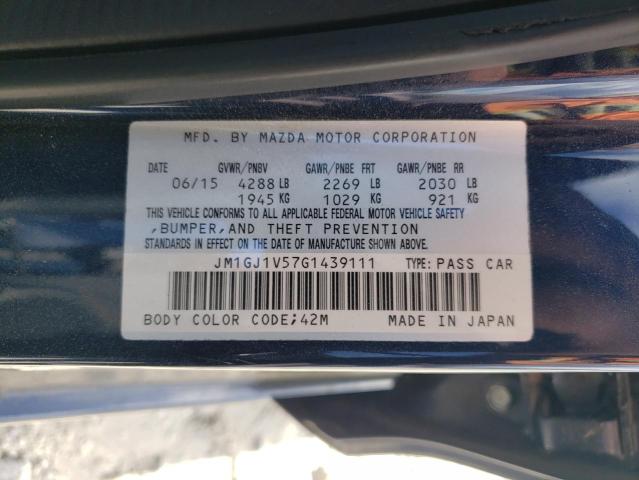 MFD. BY MAZDA MOTOR CORPORATION
DATE GVWR/PNBV GAWR/PNBE FRT GAWR/PNBE RR
06/15 4288 LB 2269 LB 2030 LB
1945 KG 1029 KG 921 KG
THIS VEHICLE CONFORMS TO ALL APPLICABLE FEDERAL MOTOR VEHICLE SAFETY
,BUMPER,AND THEFT PREVENTION
STANDARDS IN EFFECT ON THE DATE OF MANUFACTURE SHOWN ABOVE.
JM1GJ1V57G1439111 TYPE: PASS CAR
BODY COLOR CODE;42M MADE IN JAPAN